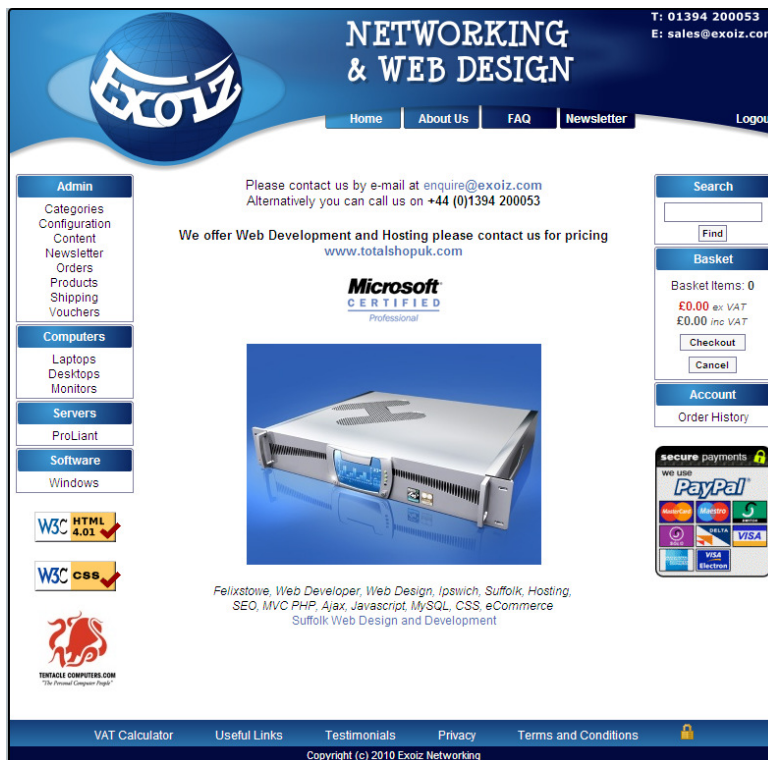 Exoiz
NETWORKING
& WEB DESIGN
T: 01394 200053
E: sales@exoiz.com
Home
About Us
FAQ
Newsletter
Logou
Admin
Categories
Configuration
Content
Newsletter
Orders
Products
Shipping
Vouchers
Computers
Laptops
Desktops
Monitors
Servers
ProLiant
Software
Windows
W3C HTML 4.01
W3C CSS
TENTACLE COMPUTERS.COM
"The Personal Computer People"
Please contact us by e-mail at enquire@exoiz.com
Alternatively you can call us on +44 (0)1394 200053
We offer Web Development and Hosting please contact us for pricing
www.totalshopuk.com
Microsoft
CERTIFIED
Professional
Felixstowe, Web Developer, Web Design, Ipswich, Suffolk, Hosting,
SEO, MVC PHP, Ajax, Javascript, MySQL, CSS, eCommerce
Suffolk Web Design and Development
Search
Find
Basket
Basket Items: 0
£0.00 ex VAT
£0.00 inc VAT
Checkout
Cancel
Account
Order History
secure payments
we use
PayPal
MasterCard
Maestro
SWITCH
SOLO
DELTA
VISA
VISA
Electron
VAT Calculator
Useful Links
Testimonials
Privacy
Terms and Conditions
Copyright (c) 2010 Exoiz Networking